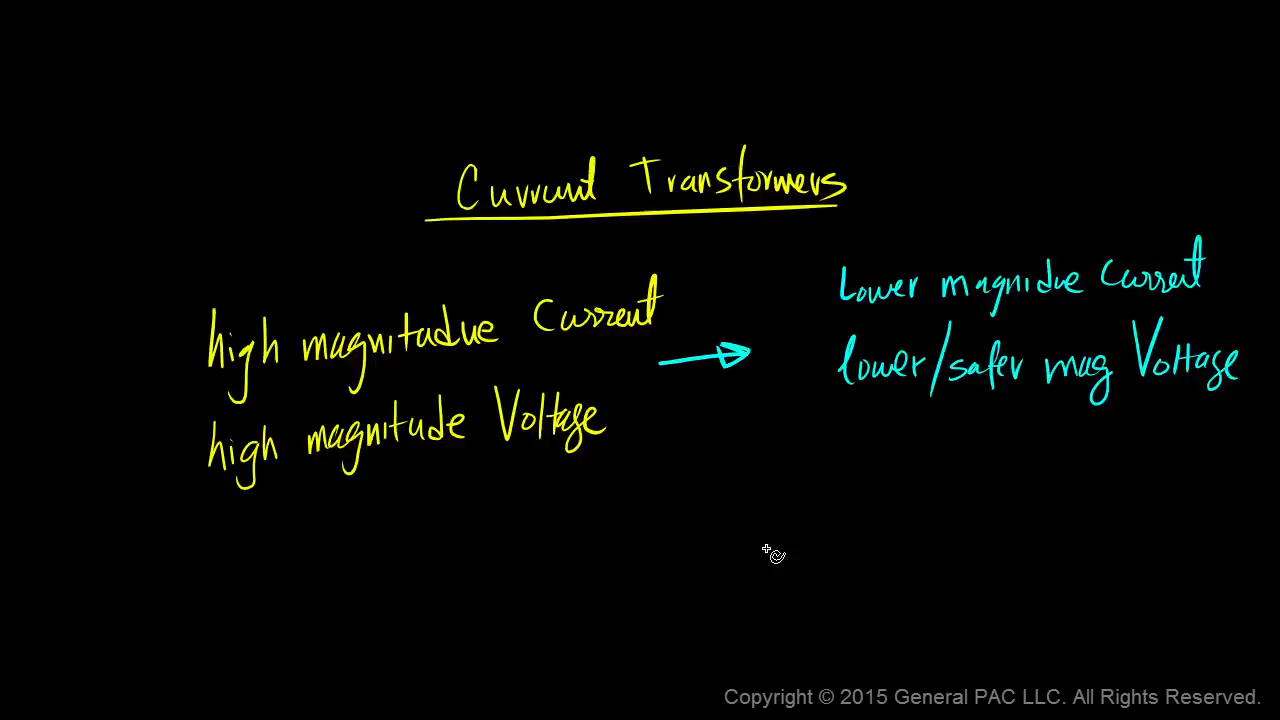 Current Transformers
high magnitadue Current
high magnitude Voltage
Lower magnidue Current
lower/safer mag Voltage
Copyright © 2015 General PAC LLC. All Rights Reserved.